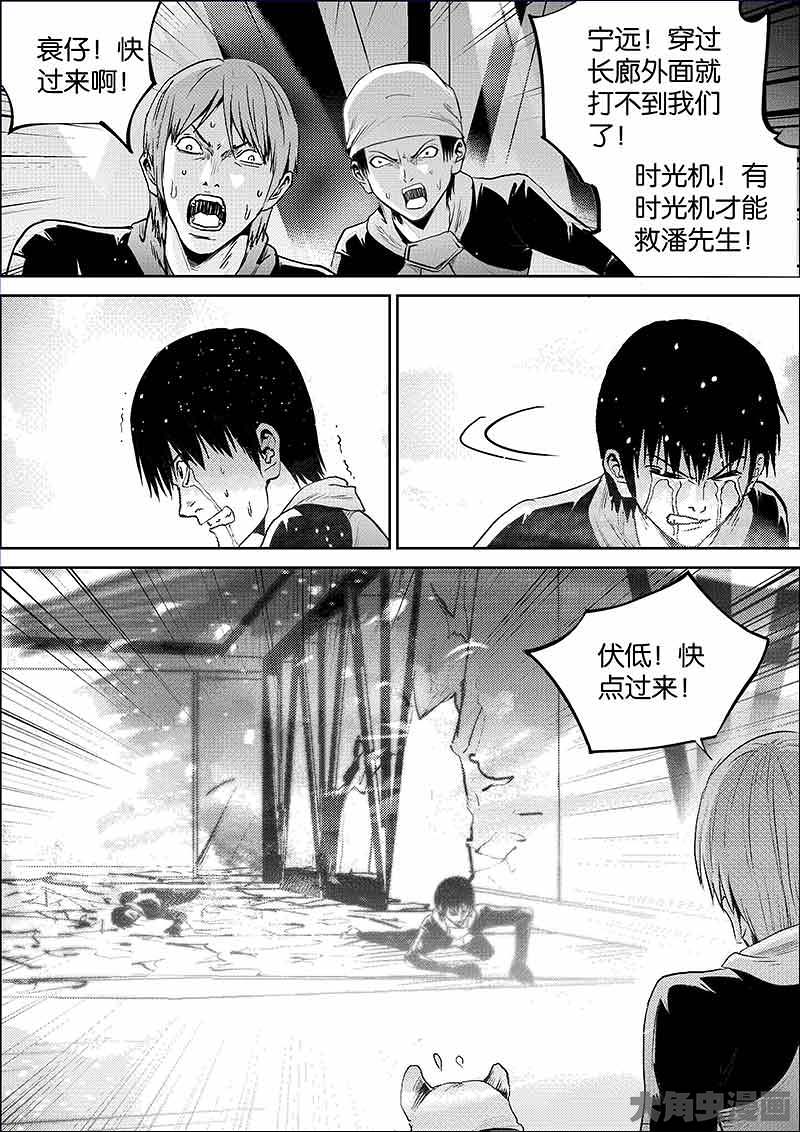 衰仔！快
过来啊！
宁远！穿过
长廊外面就
打不到我们
了！
时光机！有
时光机才能
救潘先生！
伏低！快
点过来！
大角虫漫画